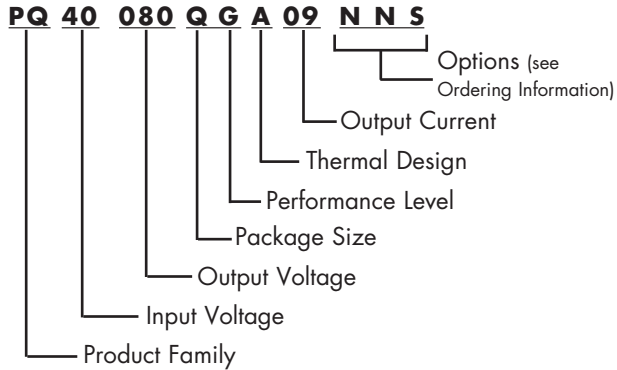 PQ 40 080 Q G A 09 N N S
Options (see
Ordering Information)
Output Current
Thermal Design
Performance Level
Package Size
Output Voltage
Input Voltage
Product Family